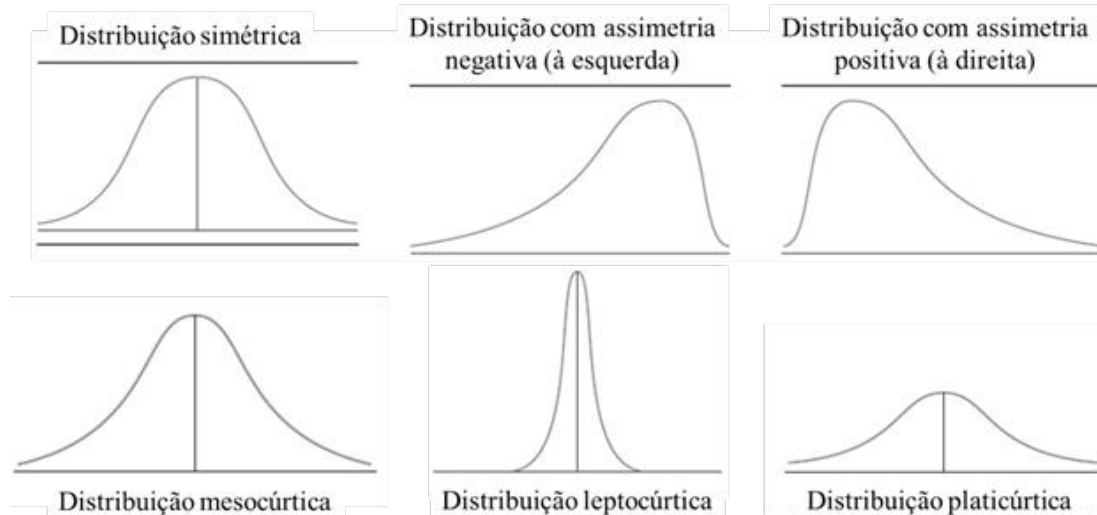 Distribuição simétrica
Distribuição com assimetria
negativa (à esquerda)
Distribuição com assimetria
positiva (à direita)
Distribuição mesocúrtica
Distribuição leptocúrtica
Distribuição platicúrtica